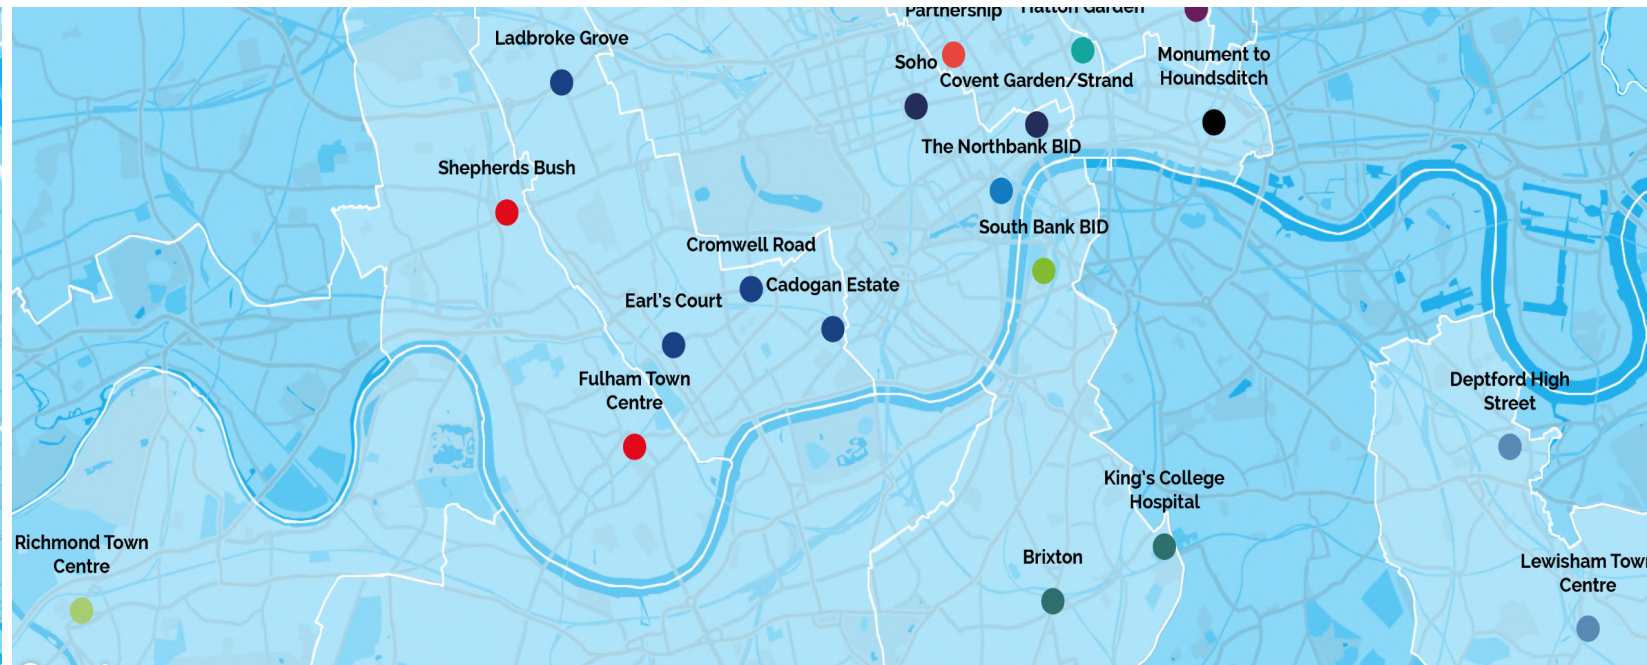 Partnership
Hatton Garden
Ladbroke Grove
Soho
Covent Garden/Strand
Monument to
Houndsditch
The Northbank BID
Shepherds Bush
South Bank BID
Cromwell Road
Cadogan Estate
Earl's Court
Fulham Town
Centre
Deptford High
Street
King's College
Hospital
Richmond Town
Centre
Brixton
Lewisham Town
Centre